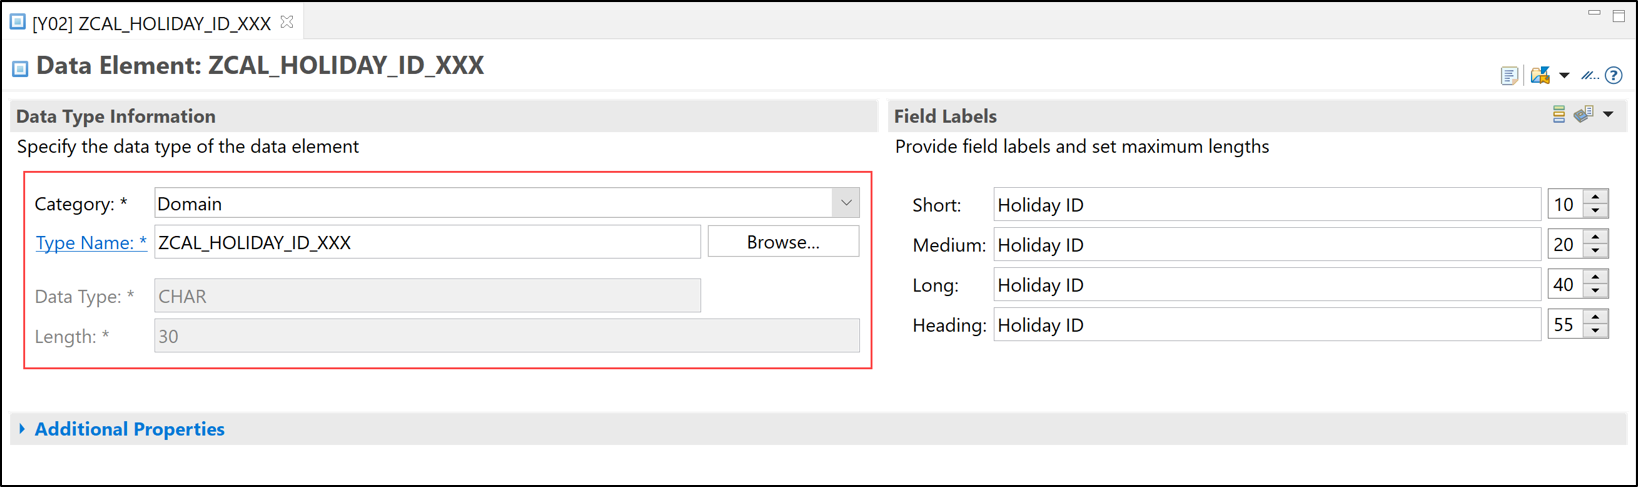 [Y02] ZCAL_HOLIDAY_ID_XXX
Data Element: ZCAL_HOLIDAY_ID_XXX
Data Type Information
Specify the data type of the data element
Category: * Domain
Type Name: * ZCAL_HOLIDAY_ID_XXX Browse...
Data Type: * CHAR
Length: * 30
Field Labels
Provide field labels and set maximum lengths
Short: Holiday ID 10
Medium: Holiday ID 20
Long: Holiday ID 40
Heading: Holiday ID 55
Additional Properties